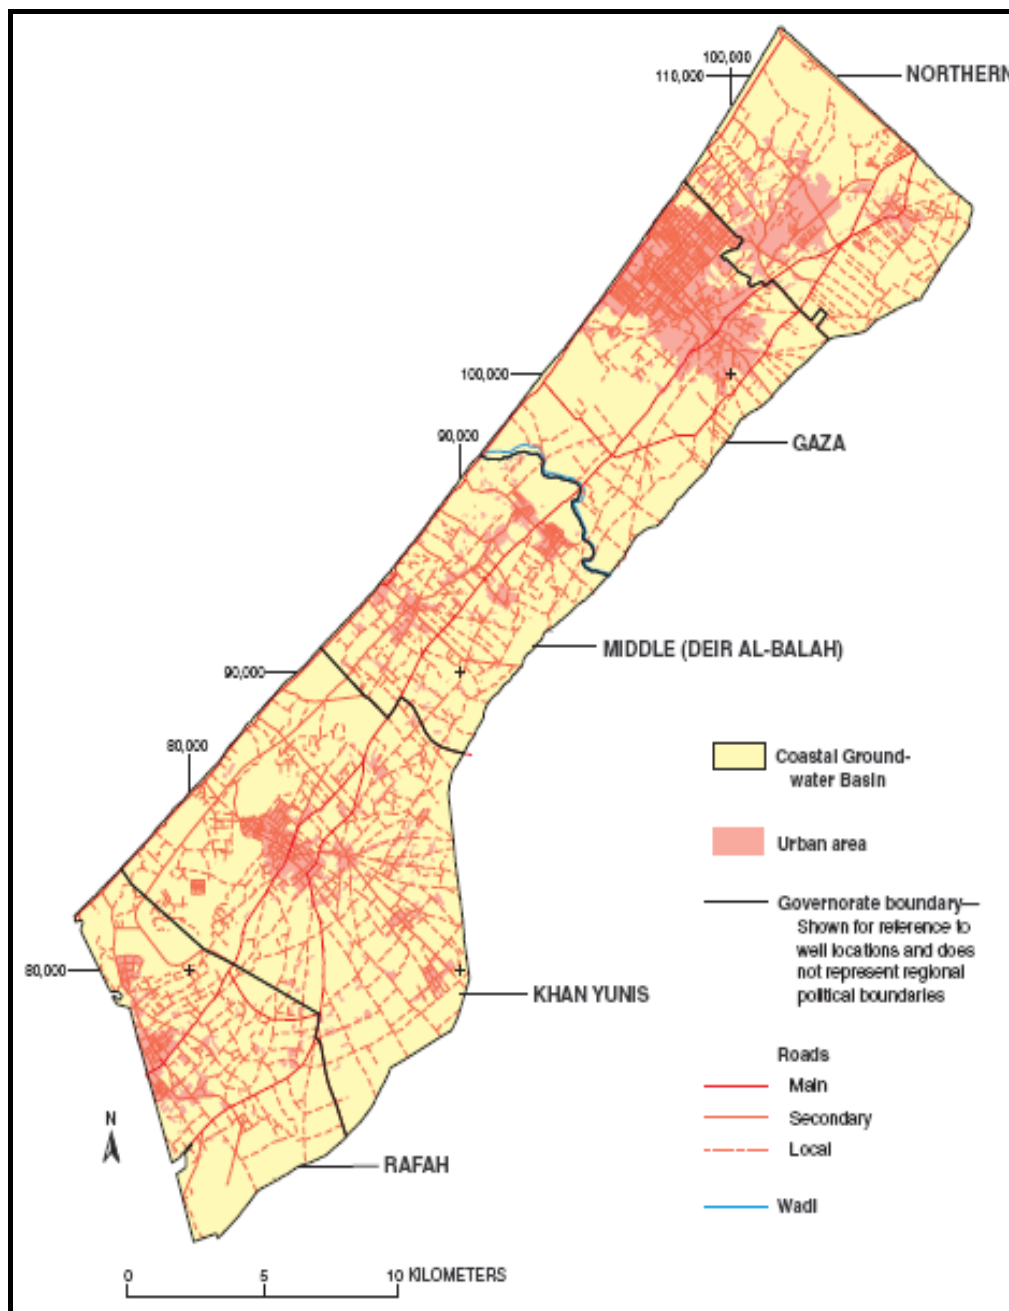 100,000
110,000
NORTHERN
100,000
90,000
GAZA
MIDDLE (DEIR AL-BALAH)
90,000
80,000
Coastal Ground-
water Basin
Urban area
Governorate boundary—
Shown for reference to
well locations and does
not represent regional
political boundaries
80,000
KHAN YUNIS
Roads
Main
Secondary
Local
N
RAFAH
Wadi
0 5 10 KILOMETERS